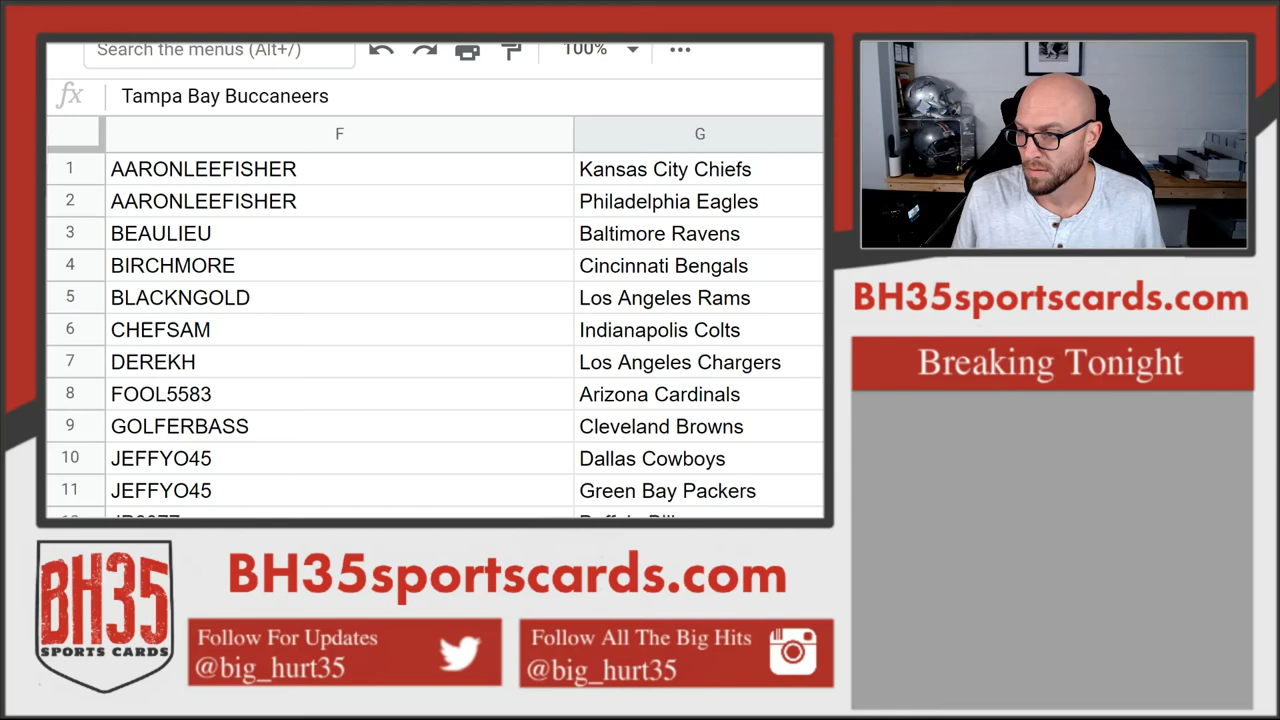 Search the menus (Alt+/)
100%
fx
Tampa Bay Buccaneers
F G
1 AARONLEEFISHER Kansas City Chiefs
2 AARONLEEFISHER Philadelphia Eagles
3 BEAULIEU Baltimore Ravens
4 BIRCHMORE Cincinnati Bengals
5 BLACKNGOLD Los Angeles Rams
6 CHEFSAM Indianapolis Colts
7 DEREKH Los Angeles Chargers
8 FOOL5583 Arizona Cardinals
9 GOLFERBASS Cleveland Browns
10 JEFFYO45 Dallas Cowboys
11 JEFFYO45 Green Bay Packers
BH35sportscards.com
Breaking Tonight
BH35
SPORTS CARDS
BH35sportscards.com
Follow For Updates
@big_hurt35
Follow All The Big Hits
@big_hurt35